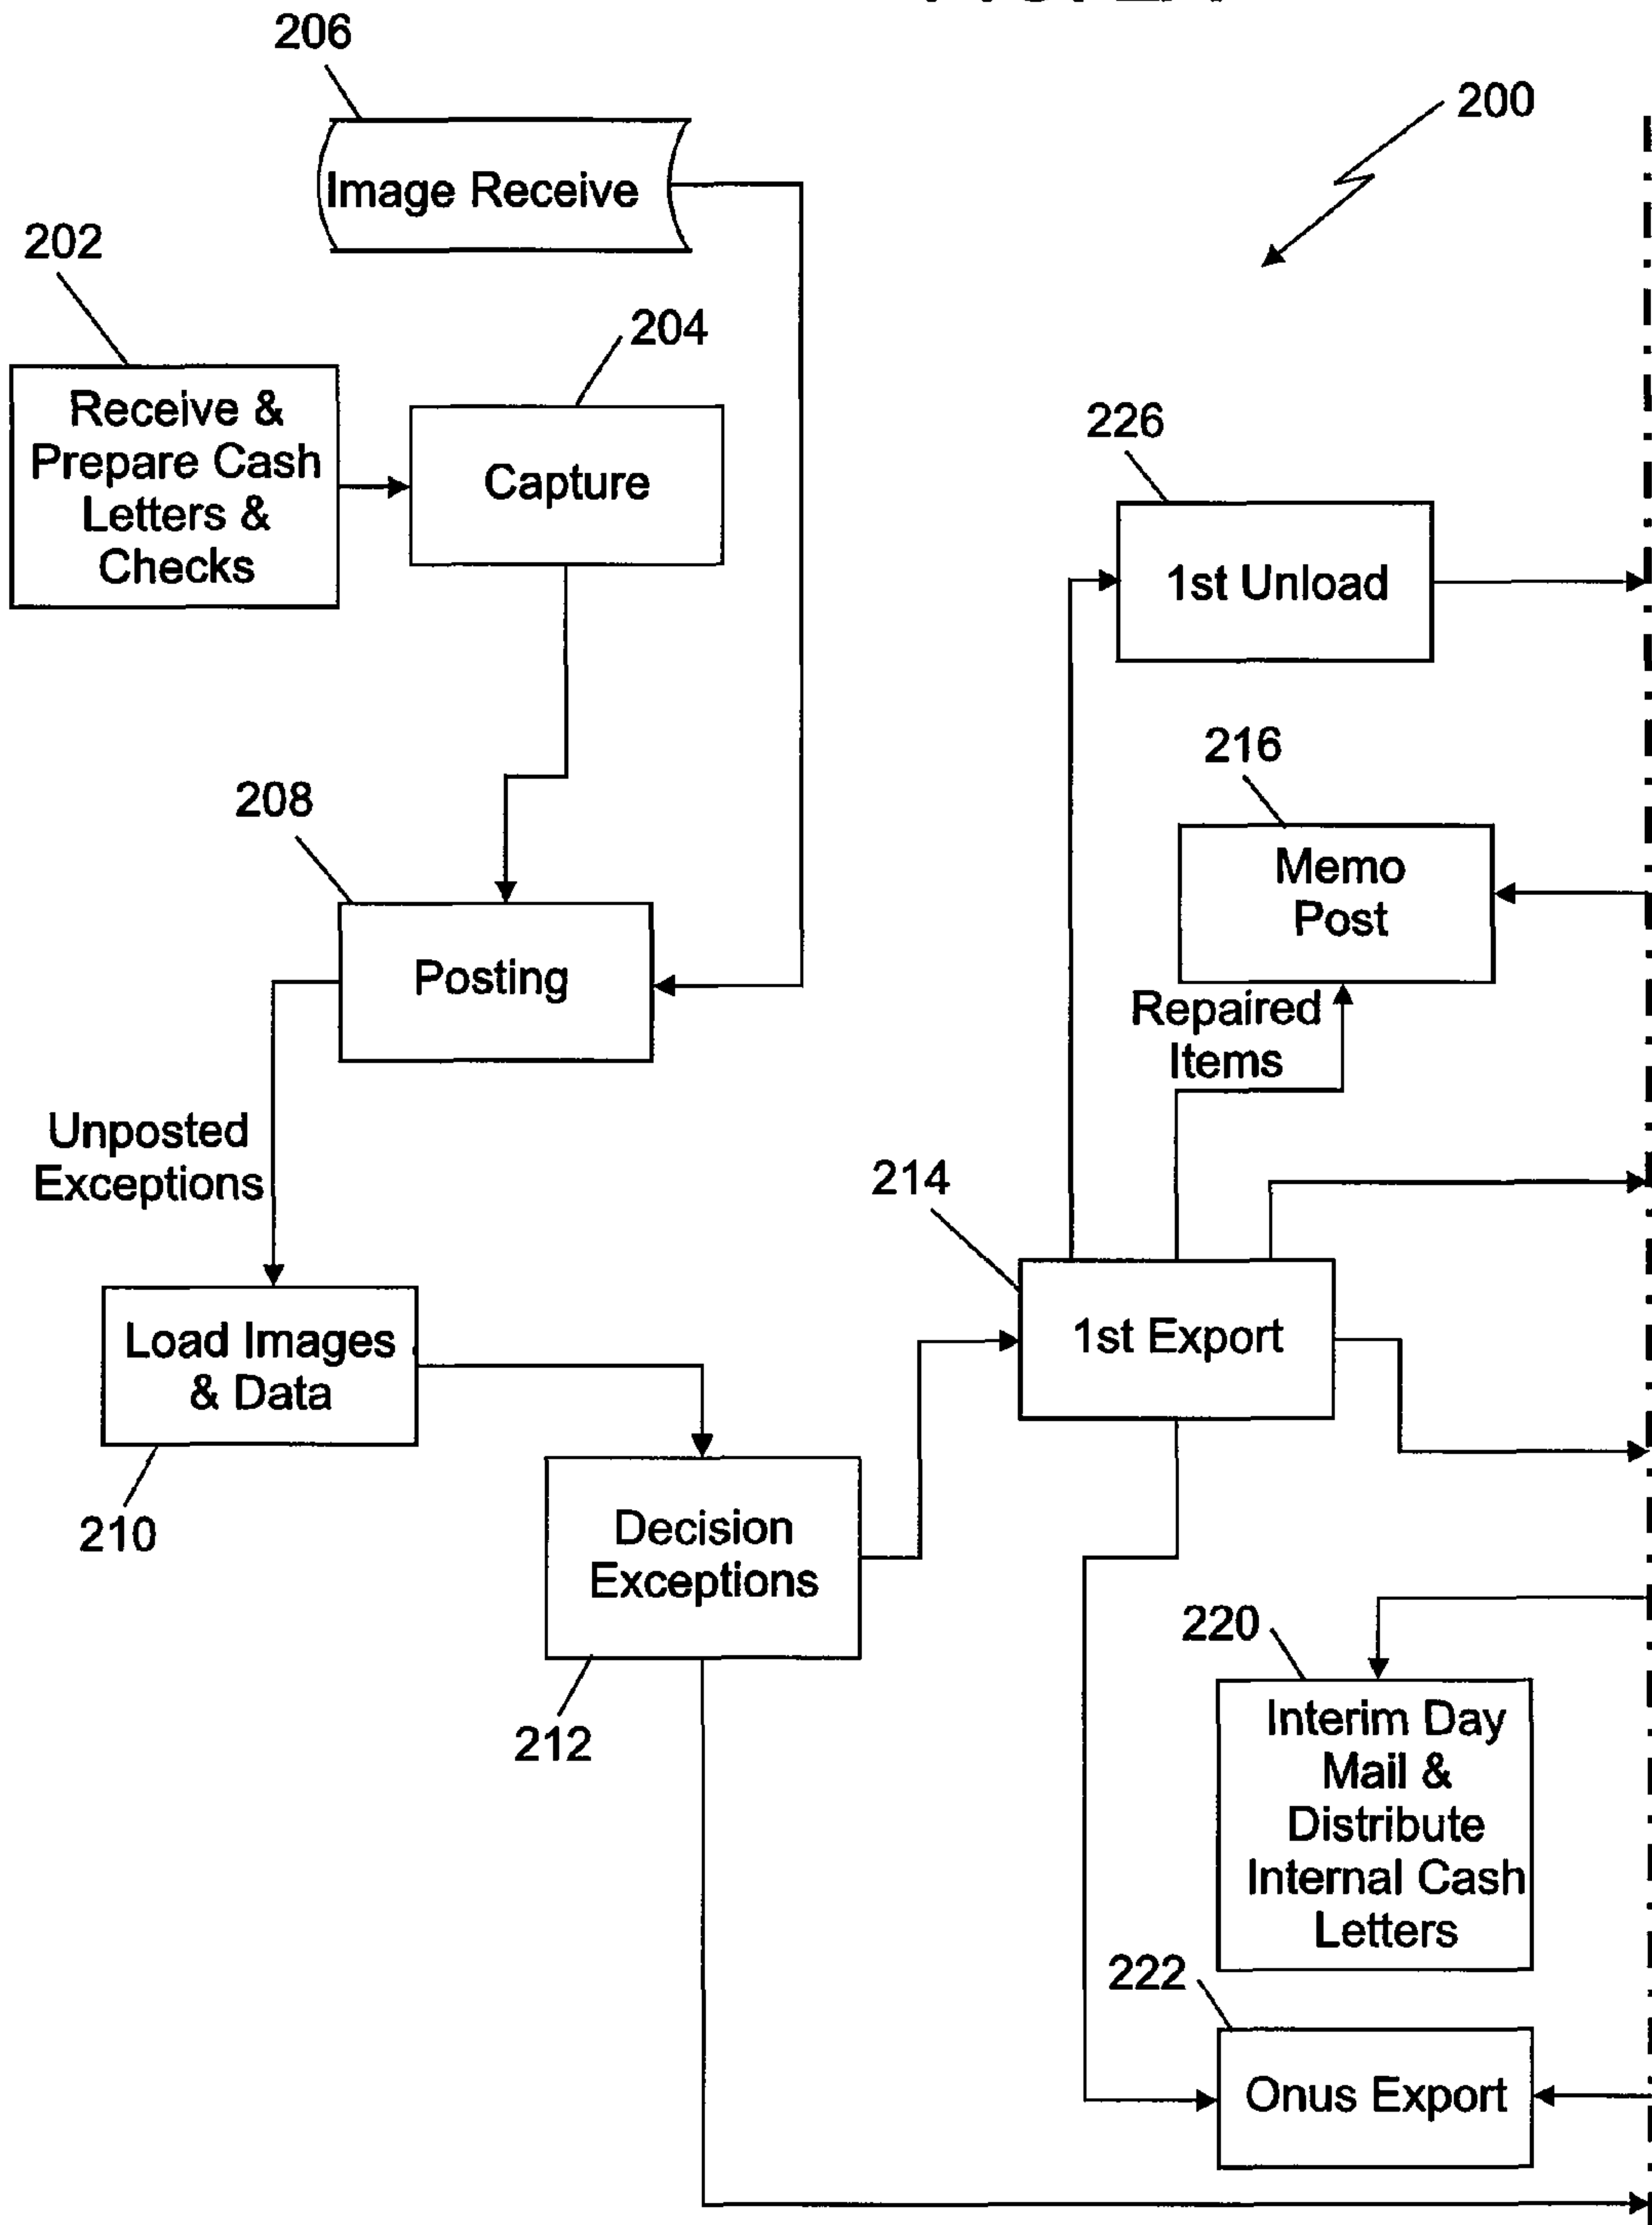 206
200
Image Receive
202
204
Receive &
Prepare Cash
Letters &
Checks
Capture
226
1st Unload
216
Memo
Post
208
Posting
Repaired
Items
Unposted
Exceptions
214
Load Images
& Data
1st Export
210
Decision
Exceptions
212
220
Interim Day
Mail &
Distribute
Internal Cash
Letters
222
Onus Export